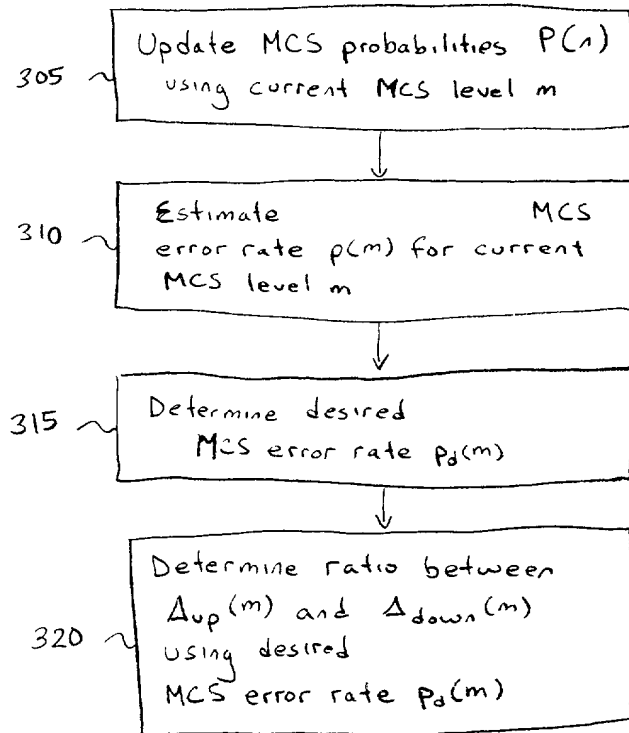 305
Update MCS probabilities P(n)
using current MCS level m
310
Estimate MCS
error rate p(m) for current
MCS level m
315
Determine desired
MCS error rate pd(m)
320
Determine ratio between
Δup(m) and Δdown(m)
using desired
MCS error rate pd(m)